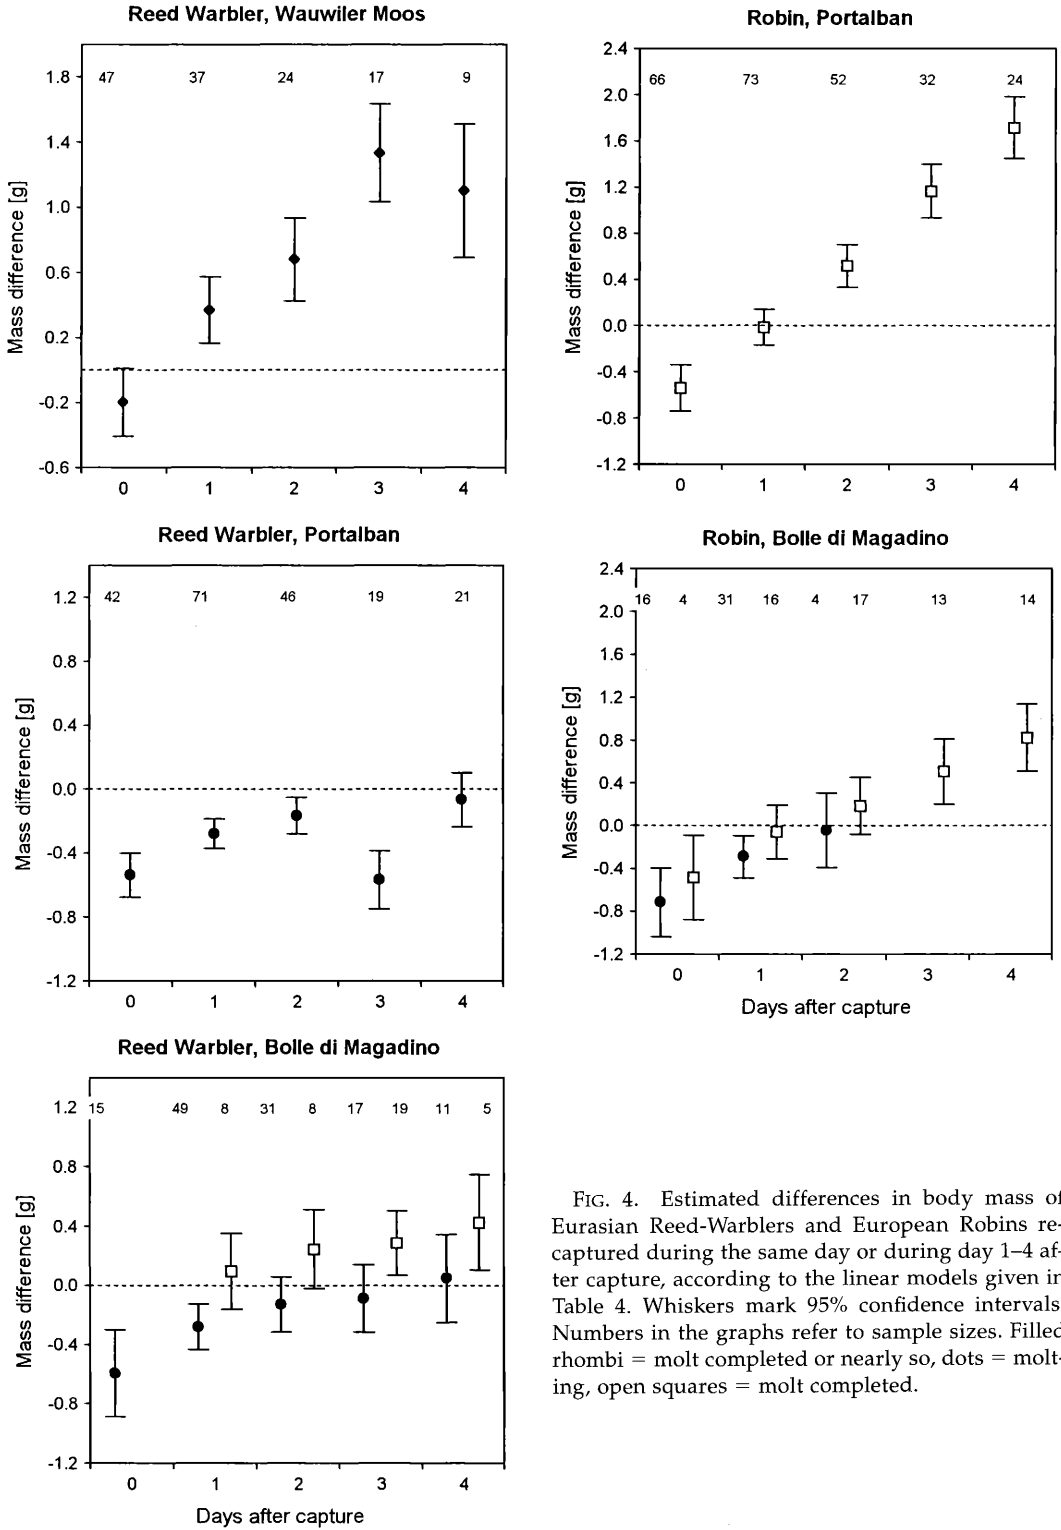 Reed Warbler, Wauwiler Moos
47 37 24 17 9
1.8
1.4
1.0
0.6
0.2
-0.2
-0.6
Mass difference [g]
0 1 2 3 4
Robin, Portalban
66 73 52 32 24
2.4
2.0
1.6
1.2
0.8
0.4
0.0
-0.4
-0.8
-1.2
Mass difference [g]
0 1 2 3 4
Reed Warbler, Portalban
42 71 46 19 21
1.2
0.8
0.4
0.0
-0.4
-0.8
-1.2
Mass difference [g]
0 1 2 3 4
Robin, Bolle di Magadino
16 4 31 16 4 17 13 14
2.4
2.0
1.6
1.2
0.8
0.4
0.0
-0.4
-0.8
-1.2
Mass difference [g]
0 1 2 3 4
Days after capture
Reed Warbler, Bolle di Magadino
15 49 8 31 8 17 19 11 5
1.2
0.8
0.4
0.0
-0.4
-0.8
-1.2
Mass difference [g]
0 1 2 3 4
Days after capture
FIG. 4. Estimated differences in body mass of
Eurasian Reed-Warblers and European Robins re-
captured during the same day or during day 1–4 af-
ter capture, according to the linear models given in
Table 4. Whiskers mark 95% confidence intervals
Numbers in the graphs refer to sample sizes. Filled
rhombi = molt completed or nearly so, dots = molt-
ing, open squares = molt completed.